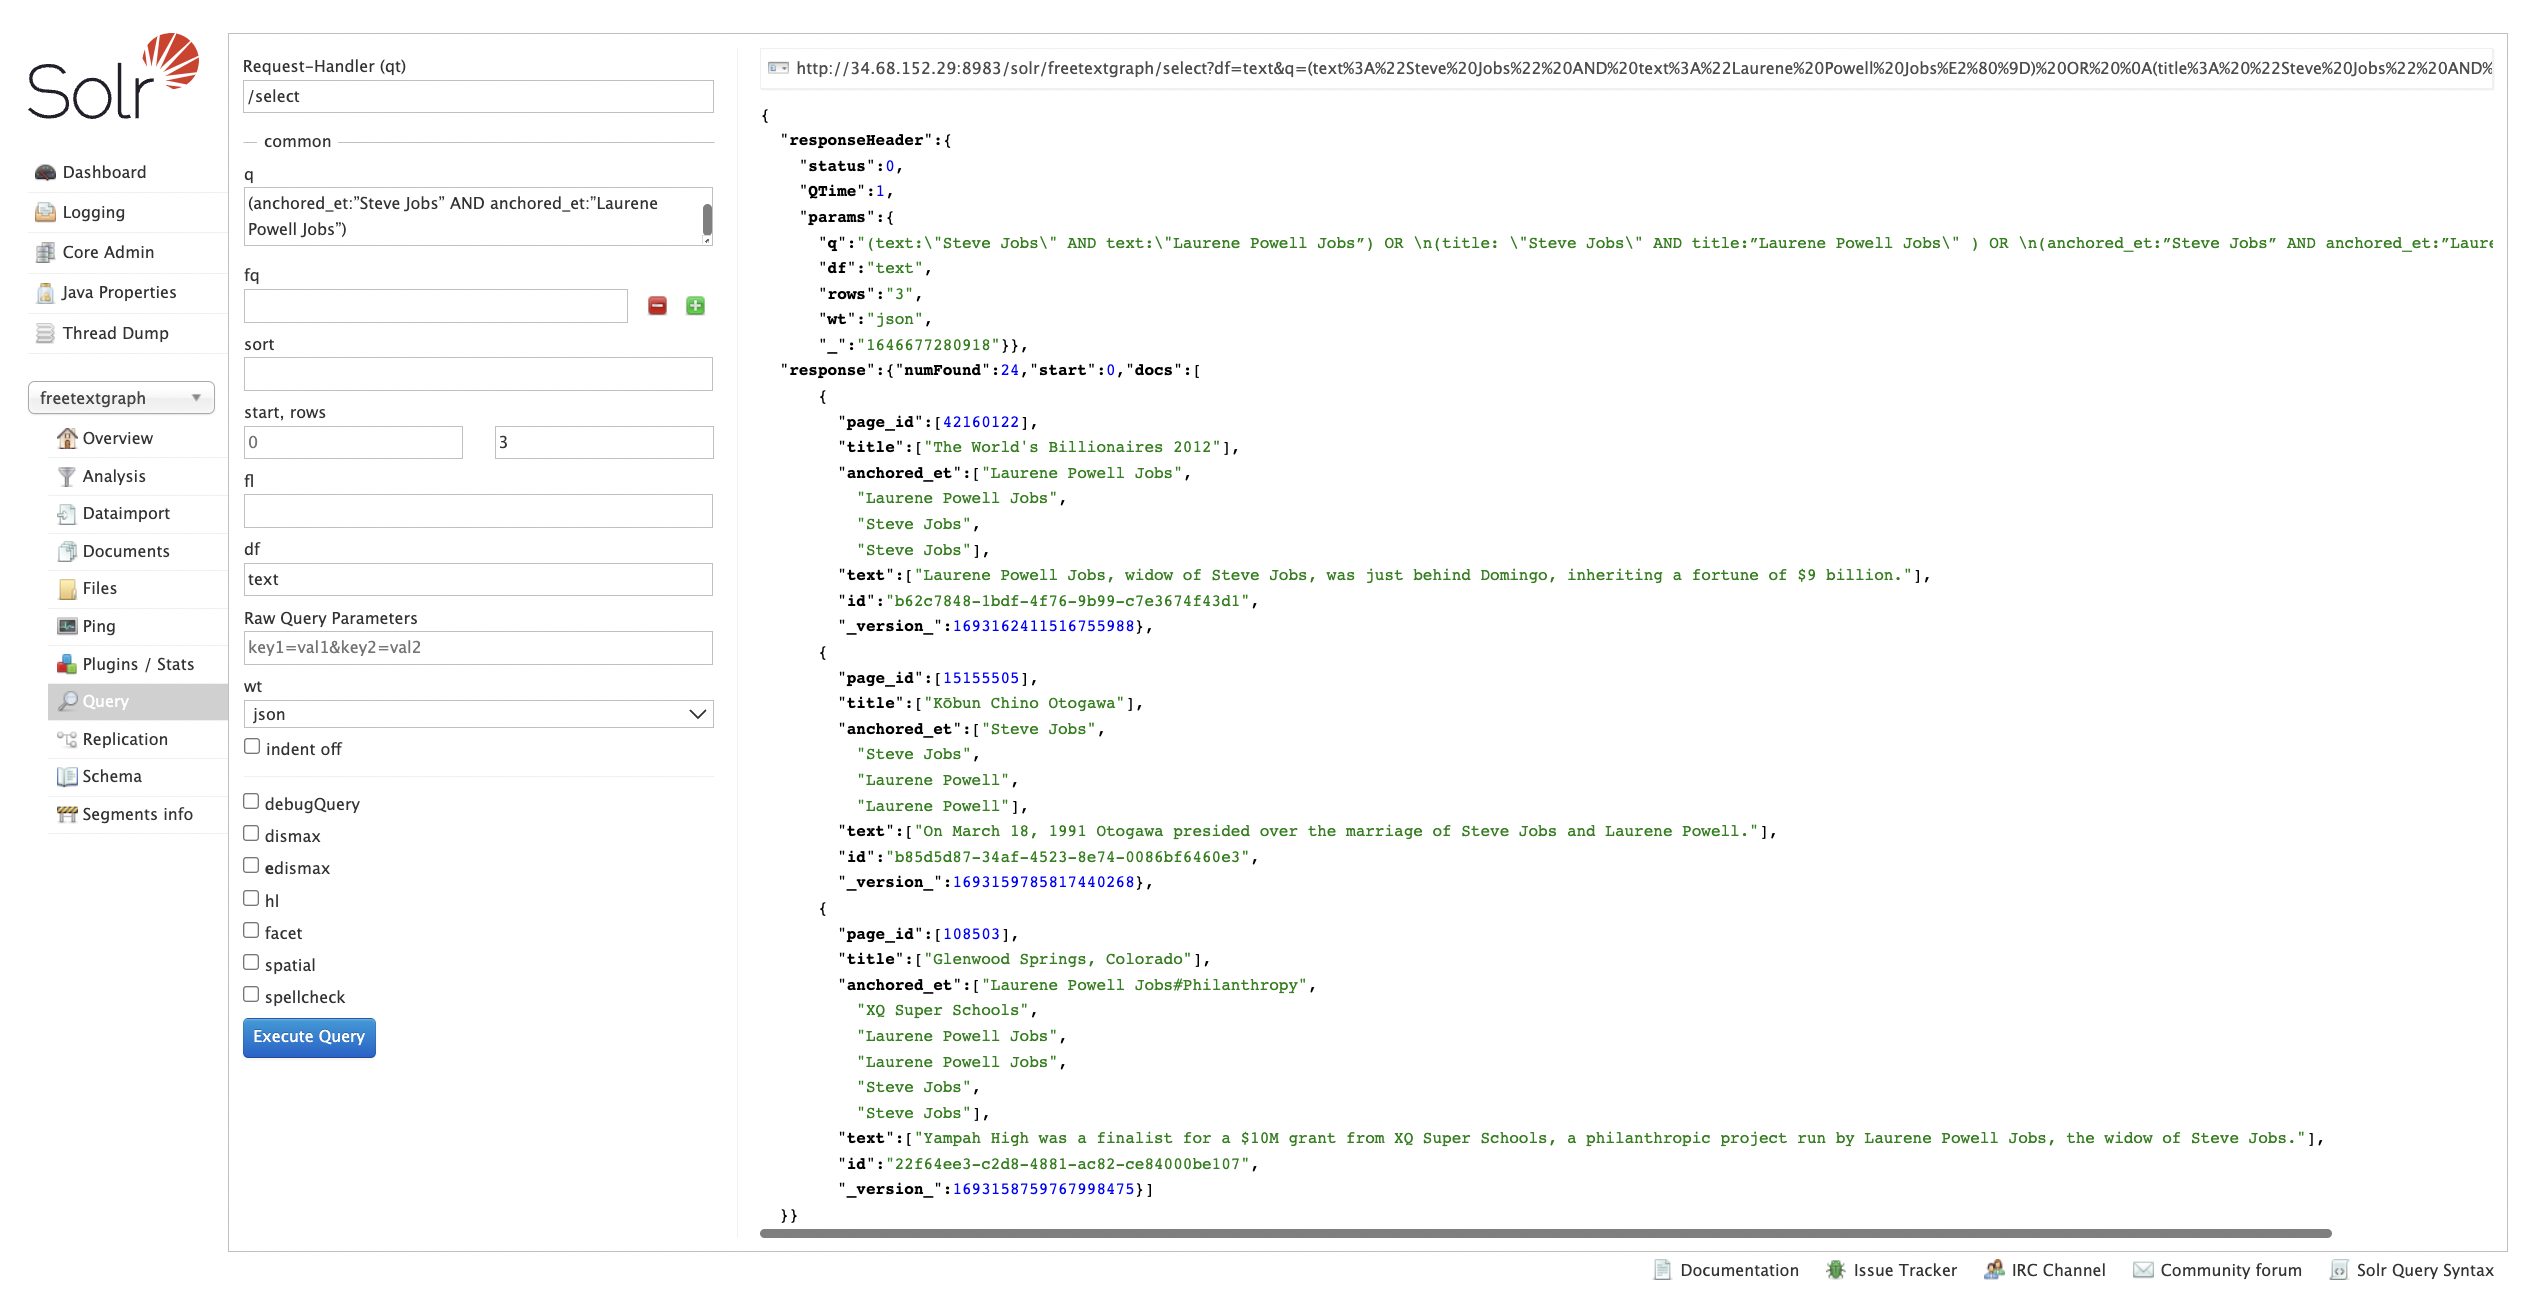 Solr
Dashboard
Logging
Core Admin
Java Properties
Thread Dump
freetextgraph
Overview
Analysis
Dataimport
Documents
Files
Ping
Plugins / Stats
Query
Replication
Schema
Segments info
Request-Handler (qt)
/select
common
q
(anchored_et:”Steve Jobs” AND anchored_et:”Laurene
Powell Jobs”)
fq
sort
start, rows
0
3
fl
df
text
Raw Query Parameters
key1=val1&key2=val2
wt
json
indent off
debugQuery
dismax
edismax
hl
facet
spatial
spellcheck
Execute Query
http://34.68.152.29:8983/solr/freetextgraph/select?df=text&q=(text%3A%22Steve%20Jobs%22%20AND%20text%3A%22Laurene%20Powell%20Jobs%E2%80%9D)%20OR%20%0A(title%3A%20%22Steve%20Jobs%22%20AND%
{
"responseHeader":{
"status":0,
"QTime":1,
"params":{
"q":"(text:\"Steve Jobs\" AND text:\"Laurene Powell Jobs”) OR \n(title: \"Steve Jobs\" AND title:”Laurene Powell Jobs\" ) OR \n(anchored_et:”Steve Jobs” AND anchored_et:”Laure
"df":"text",
"rows":"3",
"wt":"json",
"_":"1646677280918"}},
"response":{"numFound":24,"start":0,"docs":[
{
"page_id":[42160122],
"title":["The World's Billionaires 2012"],
"anchored_et":["Laurene Powell Jobs",
"Laurene Powell Jobs",
"Steve Jobs",
"Steve Jobs"],
"text":["Laurene Powell Jobs, widow of Steve Jobs, was just behind Domingo, inheriting a fortune of $9 billion."],
"id":"b62c7848-1bdf-4f76-9b99-c7e3674f43d1",
"_version_":1693162411516755988},
{
"page_id":[15155505],
"title":["Kōbun Chino Otogawa"],
"anchored_et":["Steve Jobs",
"Steve Jobs",
"Laurene Powell",
"Laurene Powell"],
"text":["On March 18, 1991 Otogawa presided over the marriage of Steve Jobs and Laurene Powell."],
"id":"b85d5d87-34af-4523-8e74-0086bf6460e3",
"_version_":1693159785817440268},
{
"page_id":[108503],
"title":["Glenwood Springs, Colorado"],
"anchored_et":["Laurene Powell Jobs#Philanthropy",
"XQ Super Schools",
"Laurene Powell Jobs",
"Laurene Powell Jobs",
"Steve Jobs",
"Steve Jobs"],
"text":["Yampah High was a finalist for a $10M grant from XQ Super Schools, a philanthropic project run by Laurene Powell Jobs, the widow of Steve Jobs."],
"id":"22f64ee3-c2d8-4881-ac82-ce84000be107",
"_version_":1693158759767998475}]
}}
Documentation
Issue Tracker
IRC Channel
Community forum
Solr Query Syntax